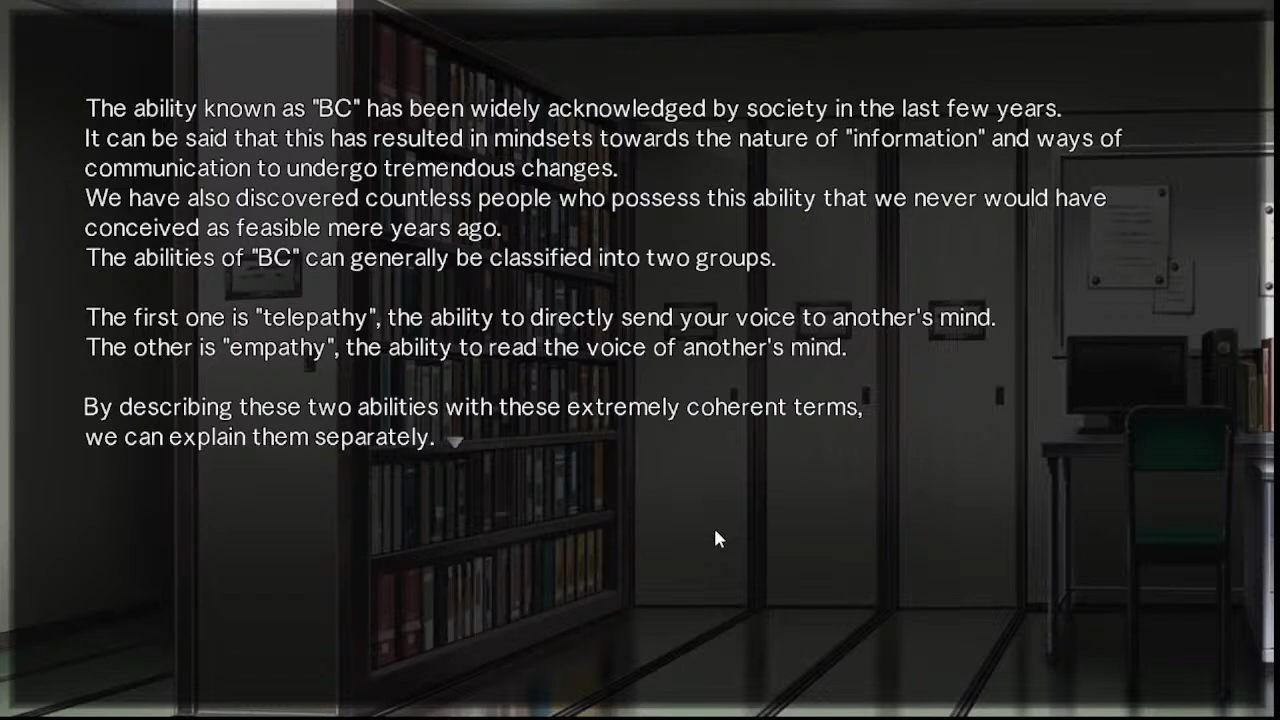 The ability known as "BC" has been widely acknowledged by society in the last few years.
It can be said that this has resulted in mindsets towards the nature of "information" and ways of
communication to undergo tremendous changes.
We have also discovered countless people who possess this ability that we never would have
conceived as feasible mere years ago.
The abilities of "BC" can generally be classified into two groups.
The first one is "telepathy", the ability to directly send your voice to another's mind.
The other is "empathy", the ability to read the voice of another's mind.
By describing these two abilities with these extremely coherent terms,
we can explain them separately.